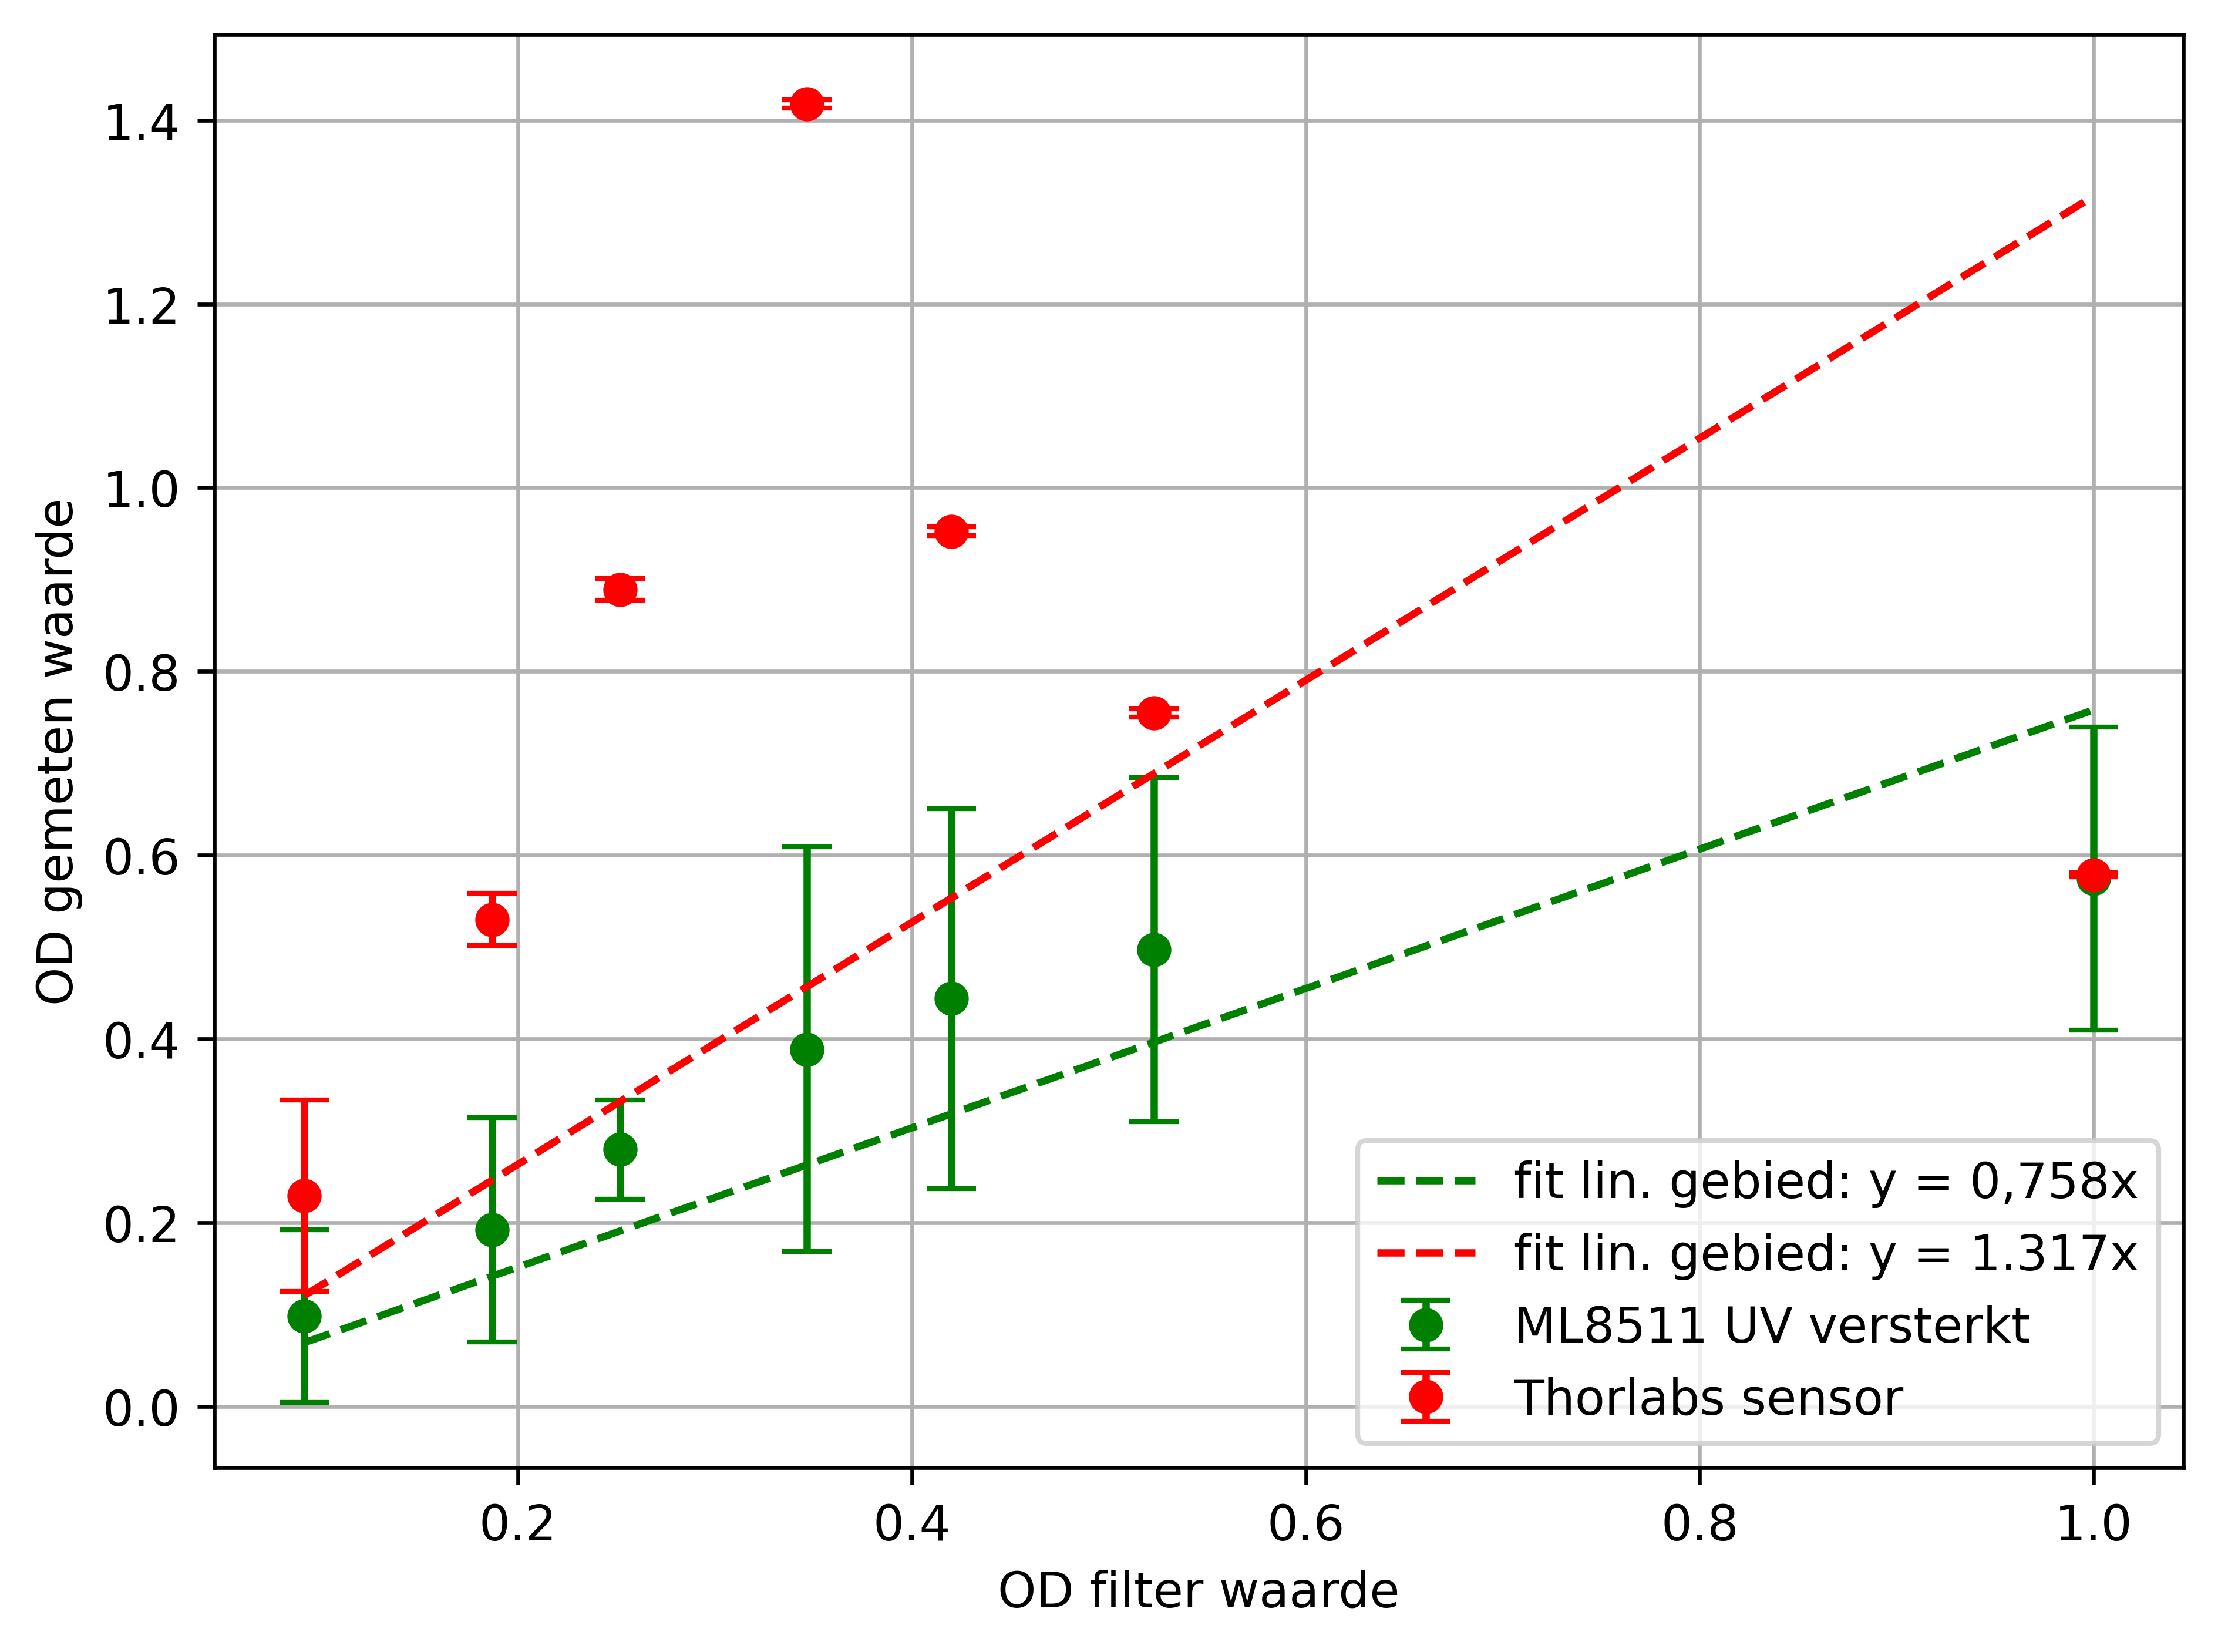 1.4
1.2
1.0
0.8
0.6
0.4
0.2
0.0
OD gemeten waarde
0.2
0.4
0.6
0.8
1.0
OD filter waarde
fit lin. gebied: y = 0,758x
fit lin. gebied: y = 1.317x
ML8511 UV versterkt
Thorlabs sensor